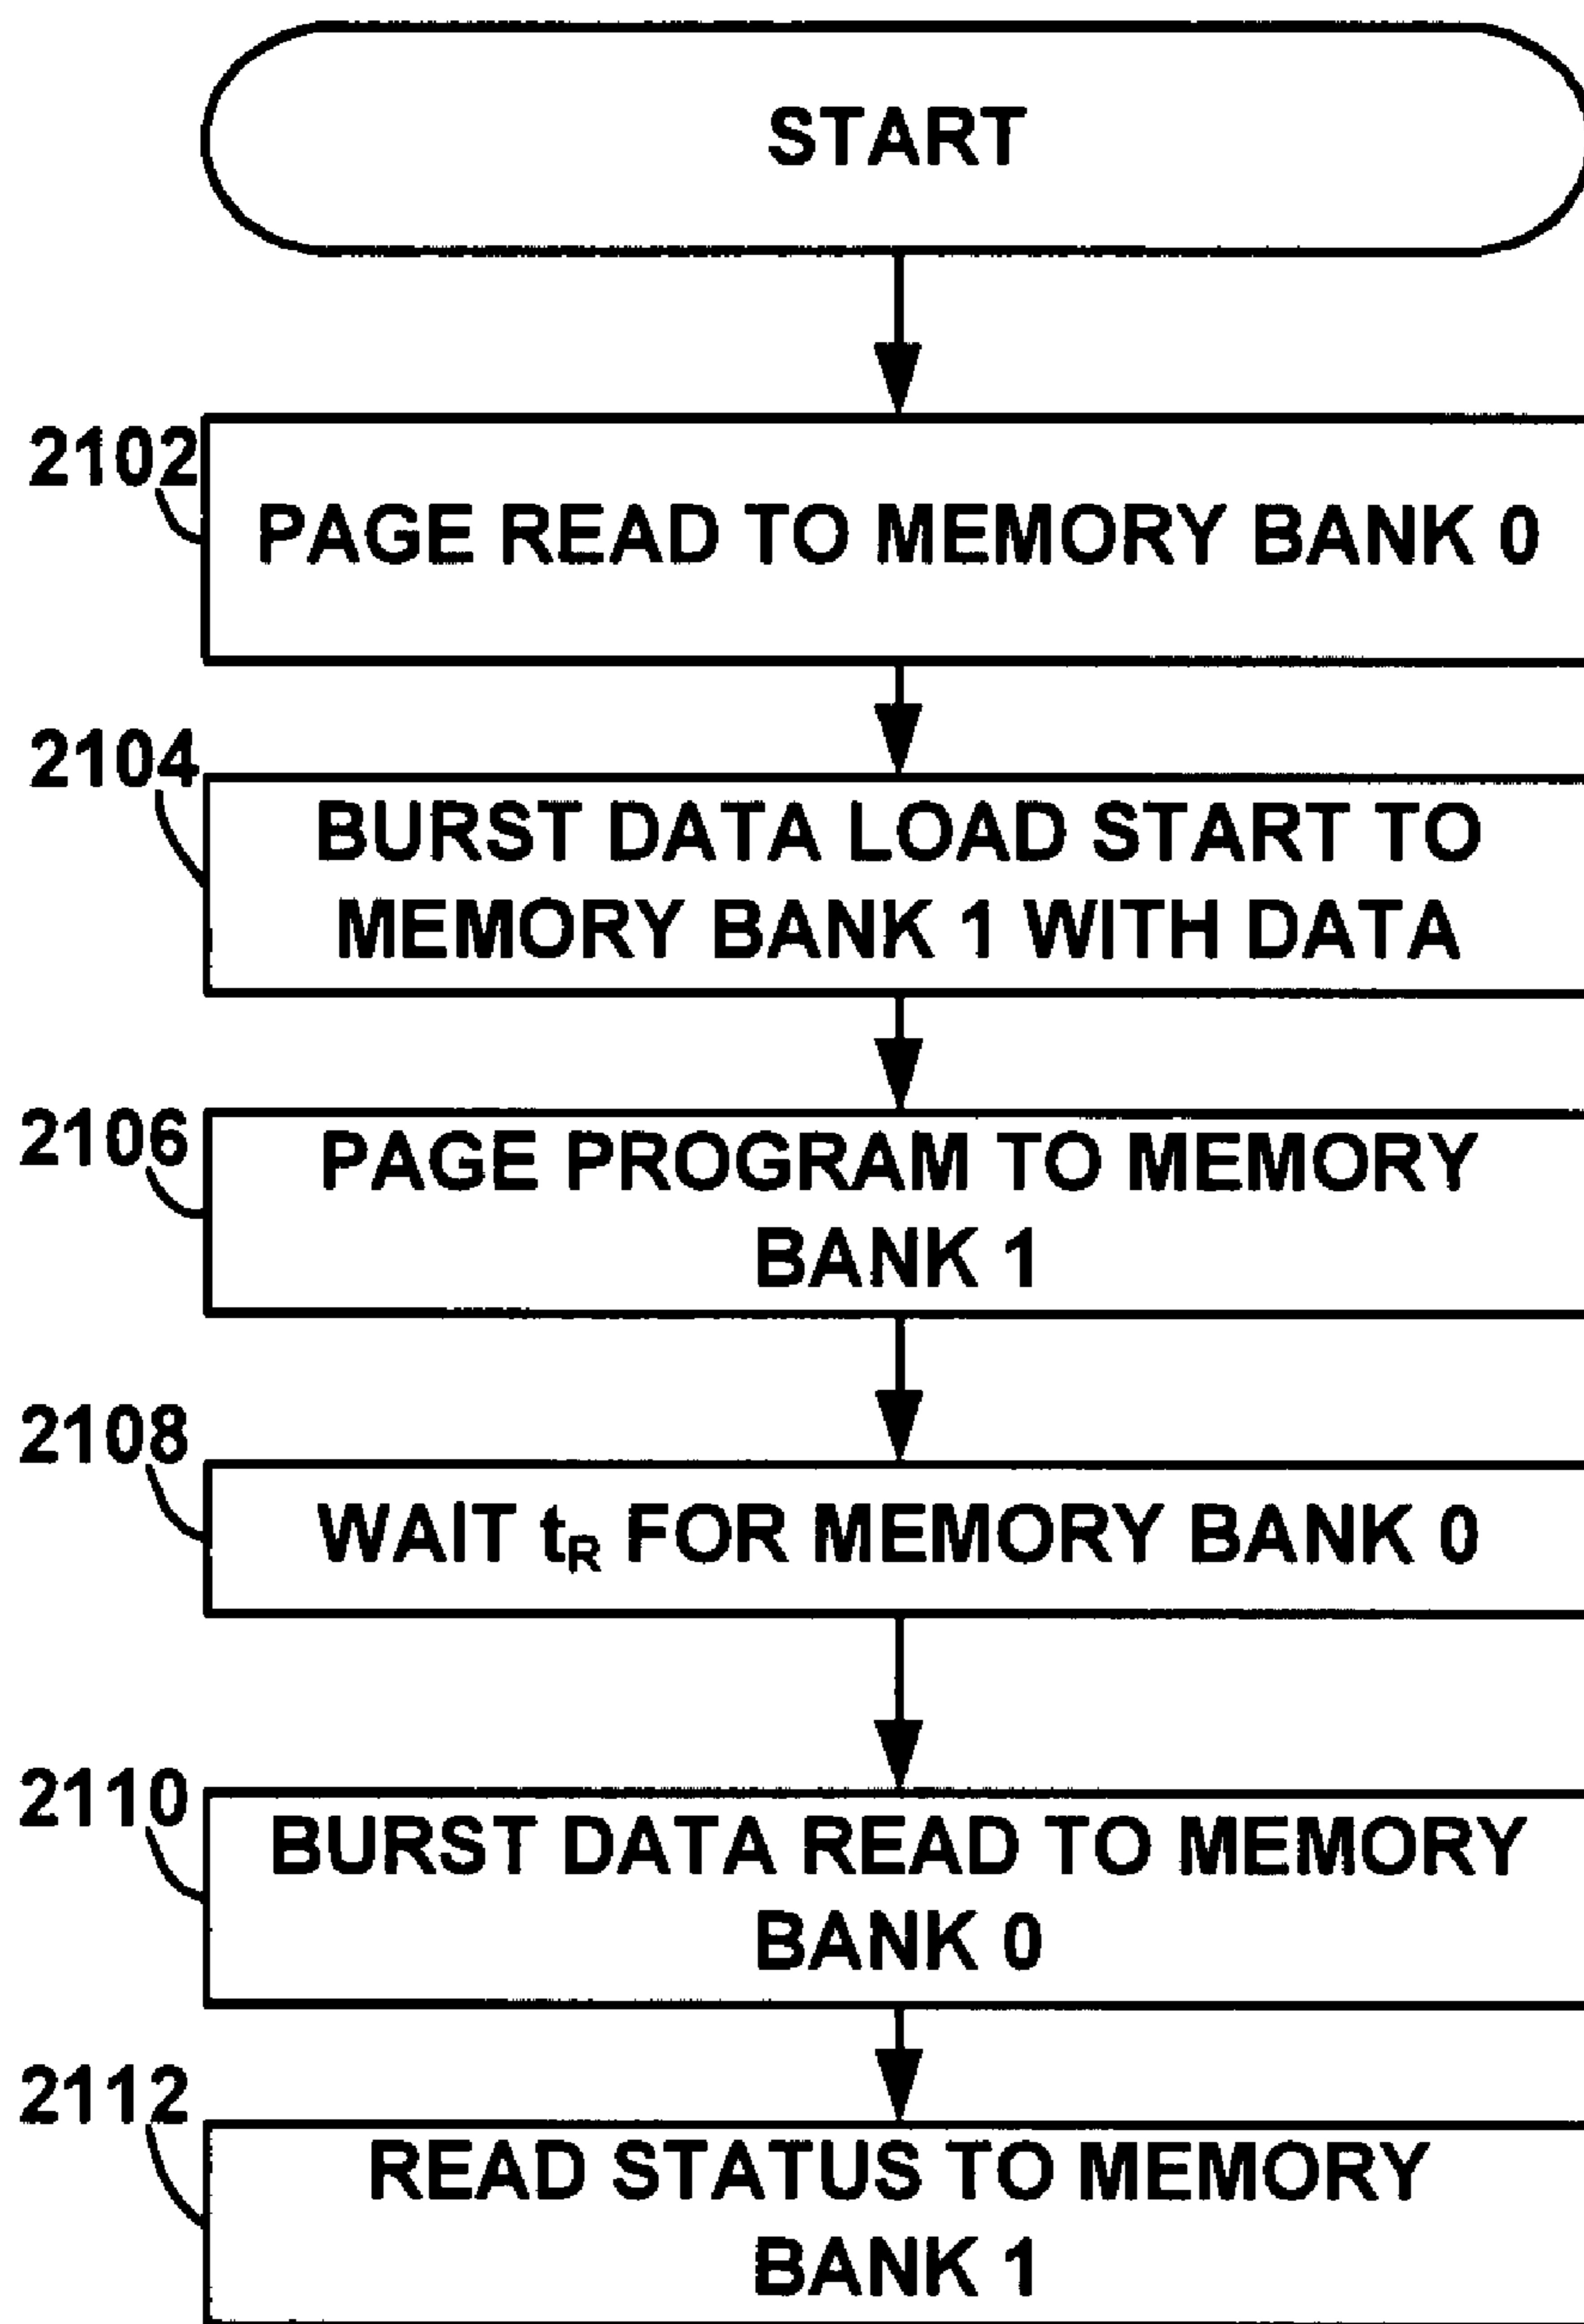 START
2102
PAGE READ TO MEMORY BANK 0
2104
BURST DATA LOAD START TO
MEMORY BANK 1 WITH DATA
2106
PAGE PROGRAM TO MEMORY
BANK 1
2108
WAIT tR FOR MEMORY BANK 0
2110
BURST DATA READ TO MEMORY
BANK 0
2112
READ STATUS TO MEMORY
BANK 1